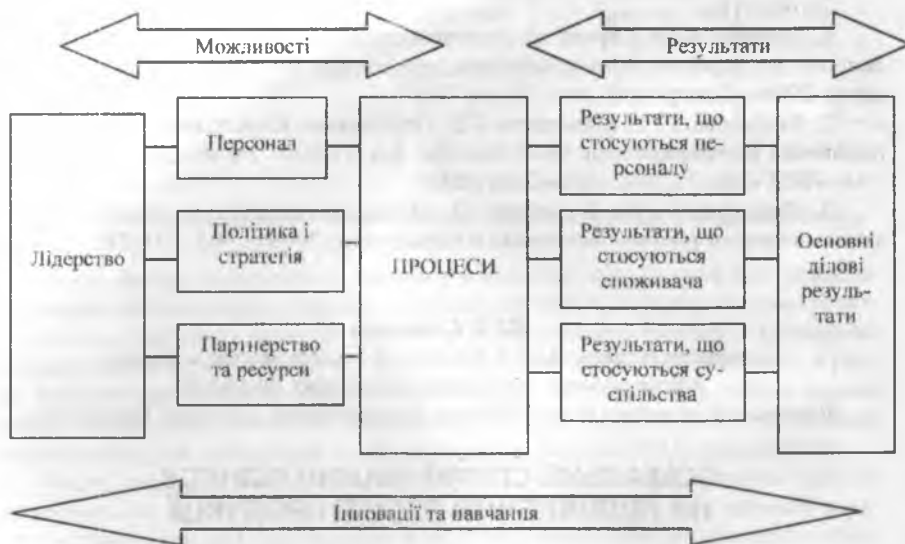 Можливості
Результати
Лідерство
Персонал
Політика і
стратегія
Партнерство
та ресурси
ПРОЦЕСИ
Результати, що
стосуються пе-
рсоналу
Результати, що
стосуються
споживача
Результати, що
стосуються су-
спільства
Основні
ділові
резуль-
тати
Інновації та навчання